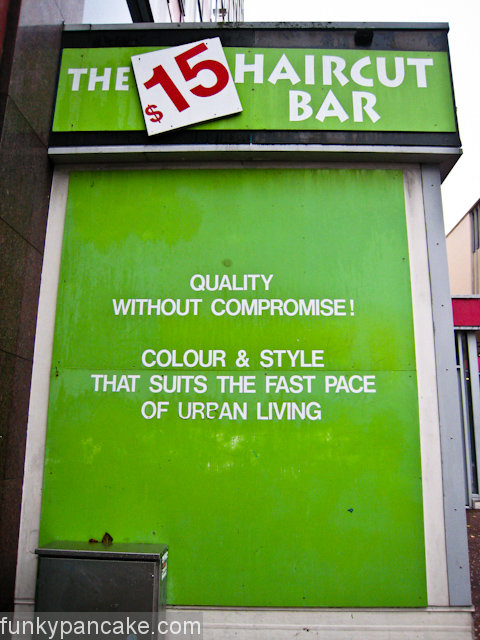 THE $15 HAIRCUT
BAR
QUALITY
WITHOUT COMPROMISE!
COLOUR & STYLE
THAT SUITS THE FAST PACE
OF URBAN LIVING
funkypancake.com